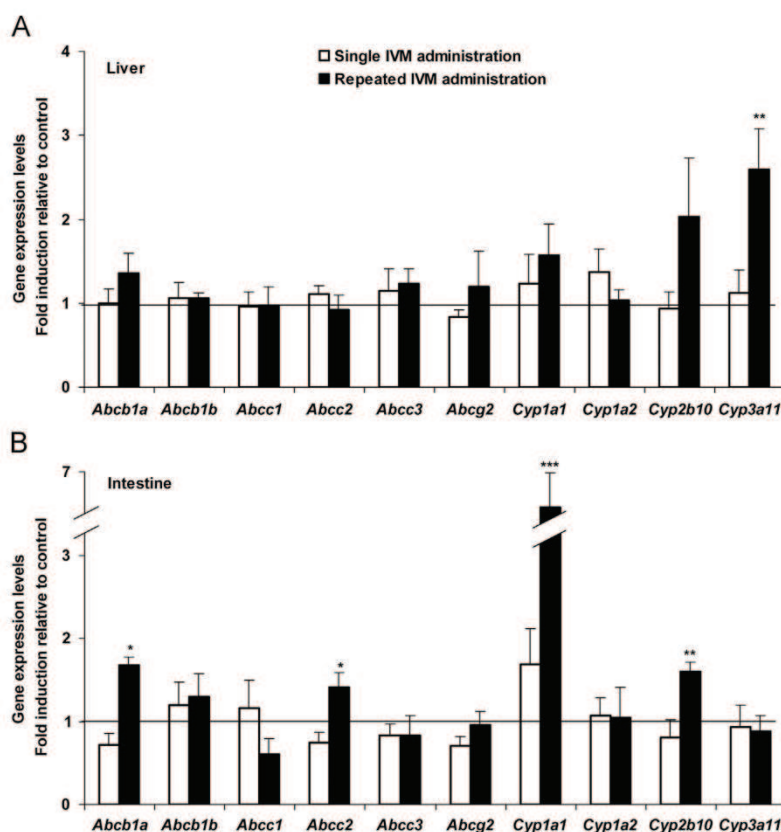 A
Liver
Single IVM administration
Repeated IVM administration
Gene expression levels
Fold induction relative to control
4
3
2
1
0
**
Abcb1a Abcb1b Abcc1 Abcc2 Abcc3 Abcg2 Cyp1a1 Cyp1a2 Cyp2b10 Cyp3a11
B
Intestine
Gene expression levels
Fold induction relative to control
7
3
2
1
0
* * *** **
Abcb1a Abcb1b Abcc1 Abcc2 Abcc3 Abcg2 Cyp1a1 Cyp1a2 Cyp2b10 Cyp3a11